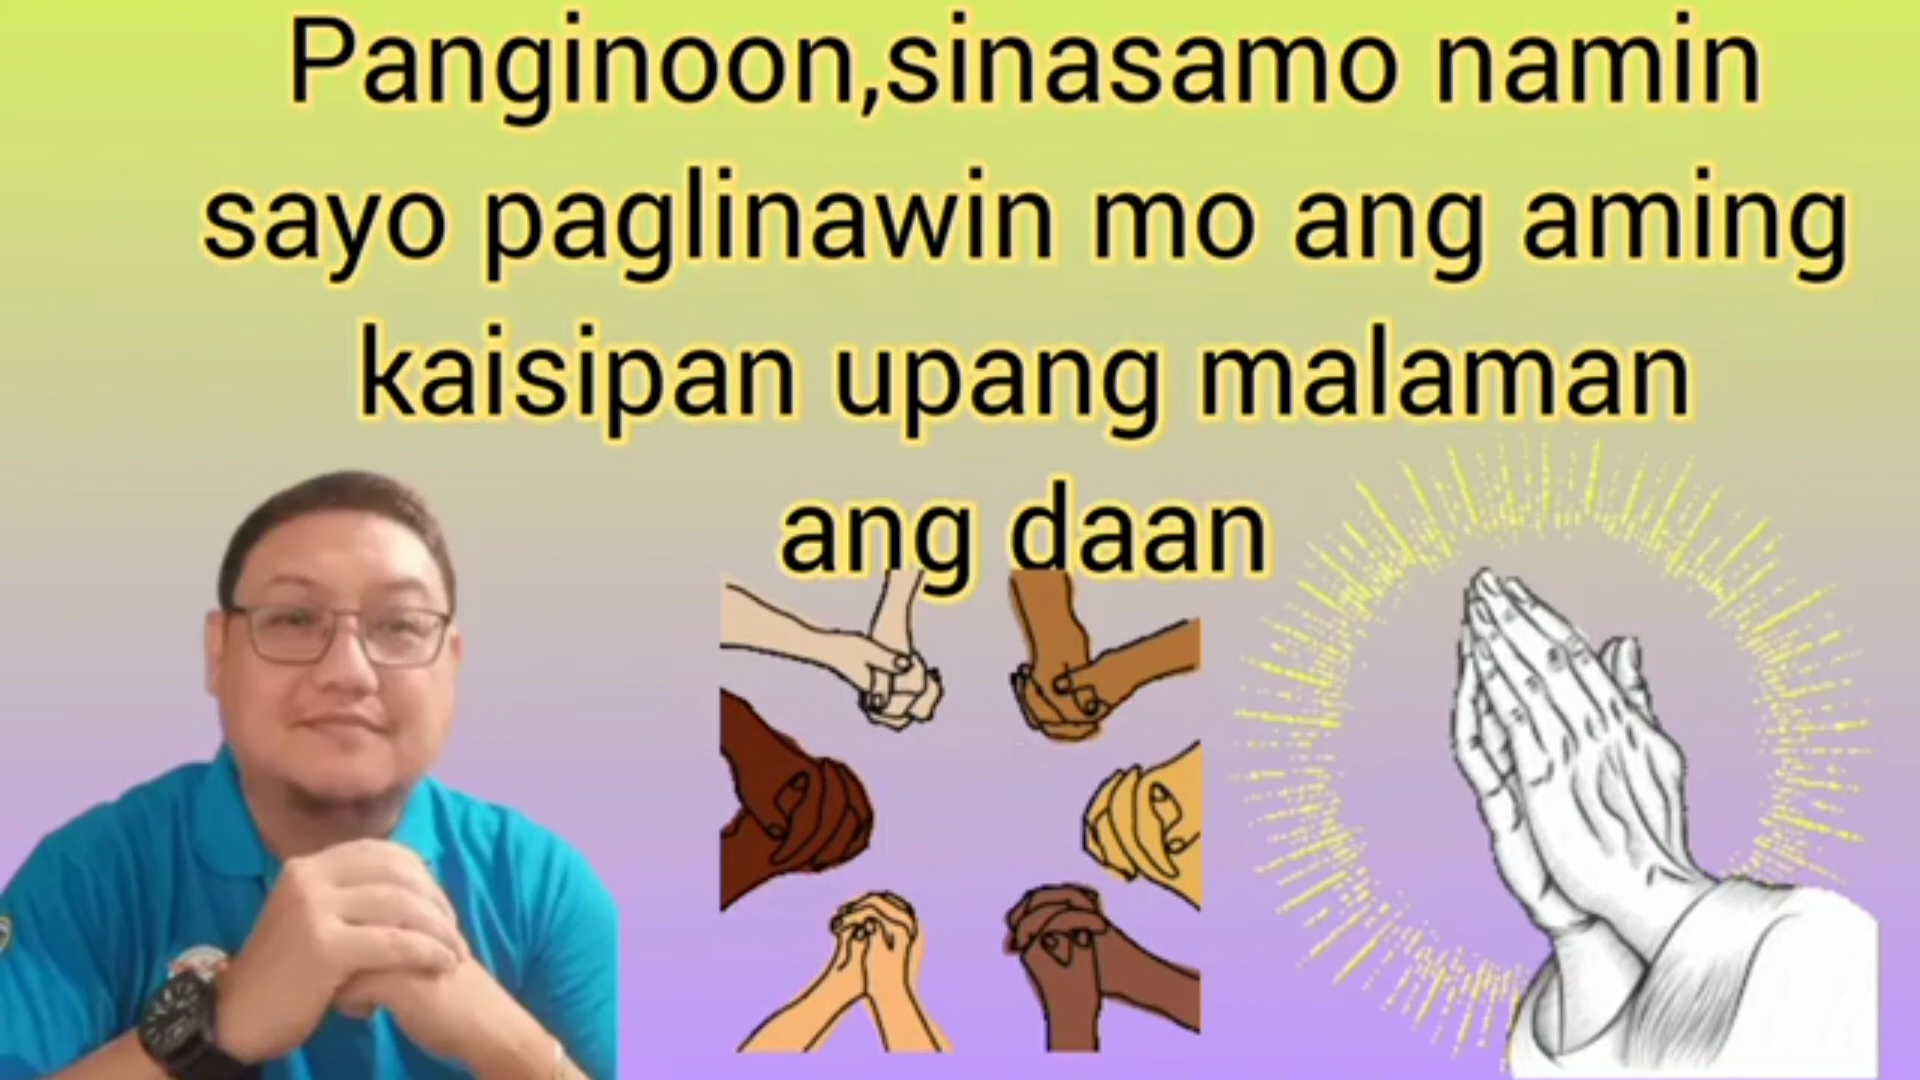 Panginoon,sinasamo namin
sayo paglinawin mo ang aming
kaisipan upang malaman
ang daan